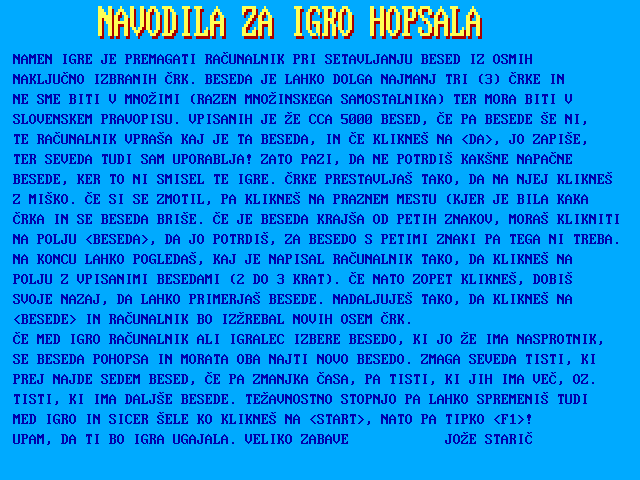 NAVODILA ZA IGRO HOPSALA
NAMEN IGRE JE PREMAGATI RAČUNALNIK PRI SETAVLJANJU BESED IZ OSMIH
NAKLJUČNO IZBRANIH ČRK. BESEDA JE LAHKO DOLGA NAJMANJ TRI (3) ČRKE IN
NE SME BITI V MNOŽIMI (RAZEN MNOŽINSKEGA SAMOSTALNIKA) TER MORA BITI V
SLOVENSKEM PRAVOPISU. VPISANIH JE ŽE CCA 5000 BESED, ČE PA BESEDE ŠE NI,
TE RAČUNALNIK VPRAŠA KAJ JE TA BESEDA, IN ČE KLIKNEŠ NA <DA>, JO ZAPIŠE,
TER SEVEDA TUDI SAM UPORABLJA! ZATO PAZI, DA NE POTRDIŠ KAKŠNE NAPAČNE
BESEDE, KER TO NI SMISEL TE IGRE. ČRKE PRESTAVLJAŠ TAKO, DA NA NJEJ KLIKNEŠ
Z MIŠKO. ČE SI SE ZMOTIL, PA KLIKNEŠ NA PRAZNEM MESTU (KJER JE BILA KAKA
ČRKA IN SE BESEDA BRIŠE. ČE JE BESEDA KRAJŠA OD PETIH ZNAKOV, MORAŠ KLIKNITI
NA POLJU <BESEDA>, DA JO POTRDIŠ, ZA BESEDO S PETIMI ZNAKI PA TEGA NI TREBA.
NA KONCU LAHKO POGLEDAŠ, KAJ JE NAPISAL RAČUNALNIK TAKO, DA KLIKNEŠ NA
POLJU Z VPISANIMI BESEDAMI (2 DO 3 KRAT). ČE NATO ZOPET KLIKNEŠ, DOBIŠ
SVOJE NAZAJ, DA LAHKO PRIMERJAŠ BESEDE. NADALJUJEŠ TAKO, DA KLIKNEŠ NA
<BESEDE> IN RAČUNALNIK BO IZŽREBAL NOVIH OSEM ČRK.
ČE MED IGRO RAČUNALNIK ALI IGRALEC IZBERE BESEDO, KI JO ŽE IMA NASPROTNIK,
SE BESEDA POHOPSA IN MORATA OBA NAJTI NOVO BESEDO. ZMAGA SEVEDA TISTI, KI
PREJ NAJDE SEDEM BESED, ČE PA ZMANJKA ČASA, PA TISTI, KI JIH IMA VEČ, OZ.
TISTI, KI IMA DALJŠE BESEDE. TEŽAVNOSTNO STOPNJO PA LAHKO SPREMENIŠ TUDI
MED IGRO IN SICER ŠELE KO KLIKNEŠ NA <START>, NATO PA TIPKO <F1>!
UPAM, DA TI BO IGRA UGAJALA. VELIKO ZABAVE JOŽE STARIČ